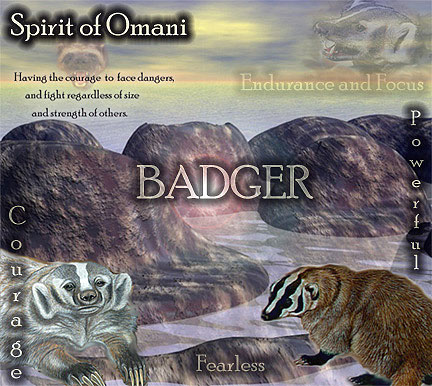 Spirit of Omani
Having the courage to face dangers,
and fight regardless of size
and strength of others.
Endurance and Focus
BADGER
Powerful
Courage
Fearless